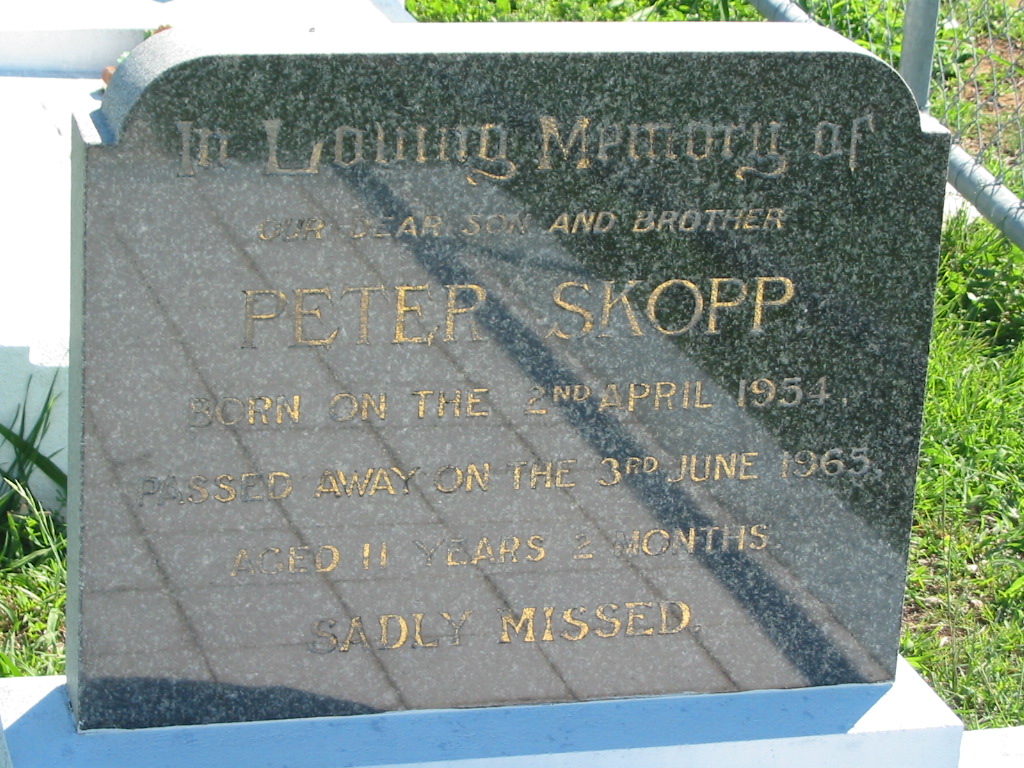 In Loving Memory of
OUR DEAR SON AND BROTHER
PETER SKOPP
BORN ON THE 2ND APRIL 1954,
PASSED AWAY ON THE 3RD JUNE 1965,
AGED 11 YEARS 2 MONTHS
SADLY MISSED.